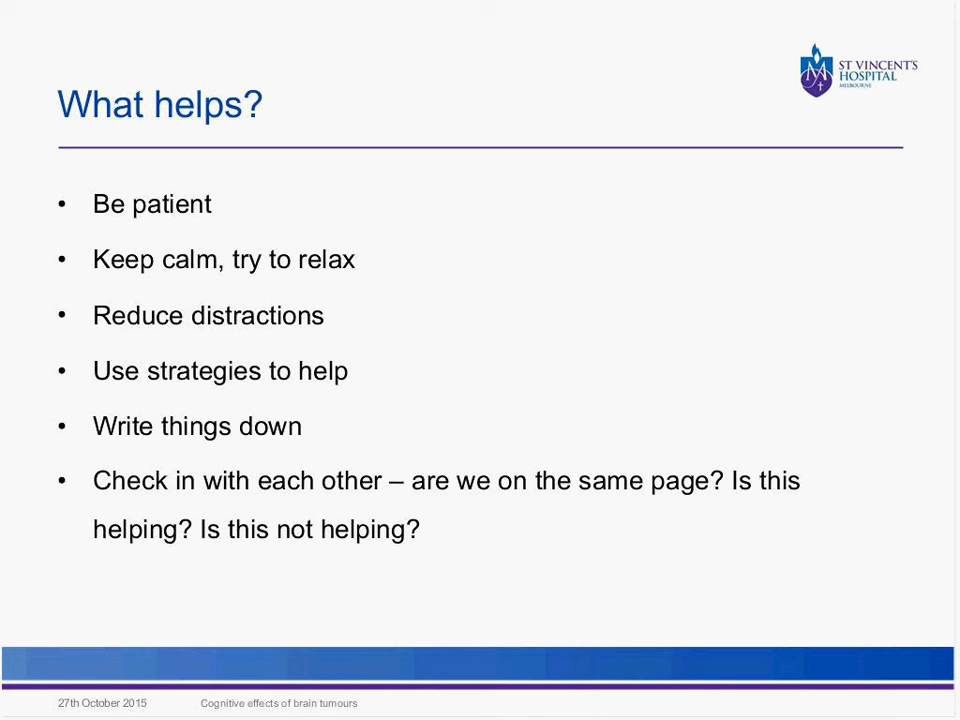 ST VINCENT'S
HOSPITAL
MELBOURNE
What helps?
• Be patient
• Keep calm, try to relax
• Reduce distractions
• Use strategies to help
• Write things down
• Check in with each other – are we on the same page? Is this
helping? Is this not helping?
27th October 2015 Cognitive effects of brain tumours